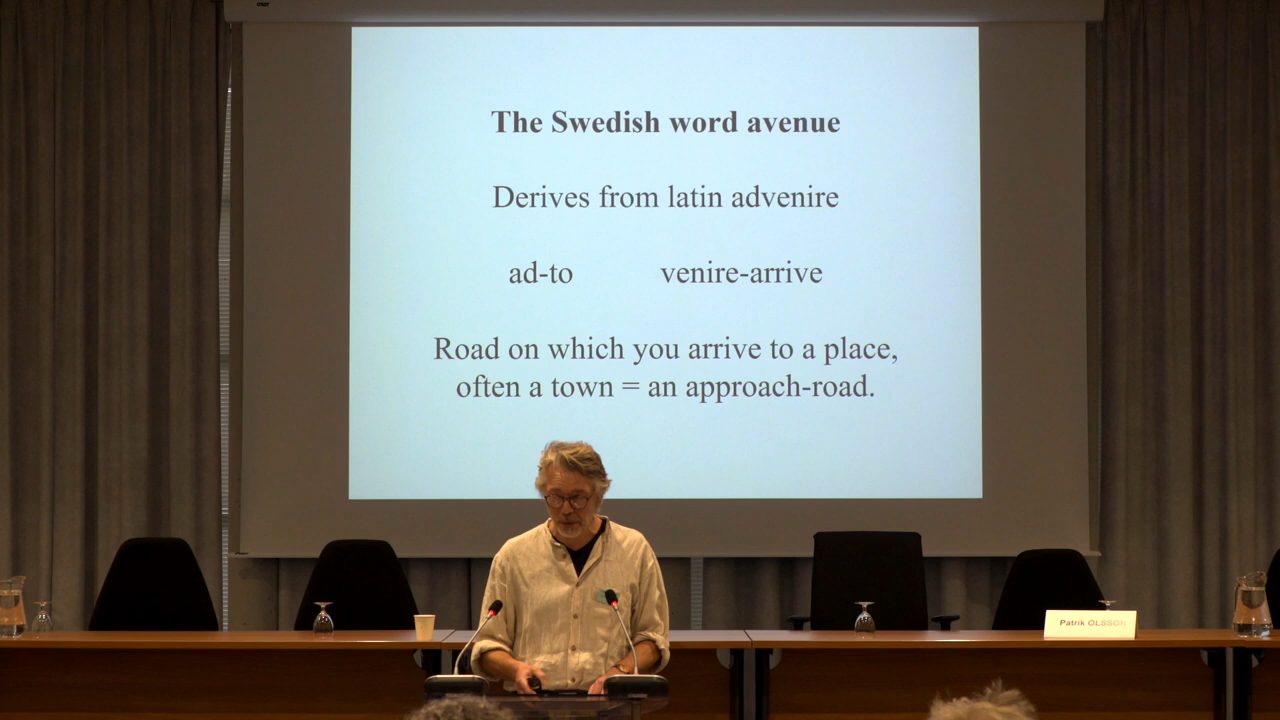 The Swedish word avenue
Derives from latin advenire
ad-to venire-arrive
Road on which you arrive to a place,
often a town = an approach-road.
Patrik OLSSON